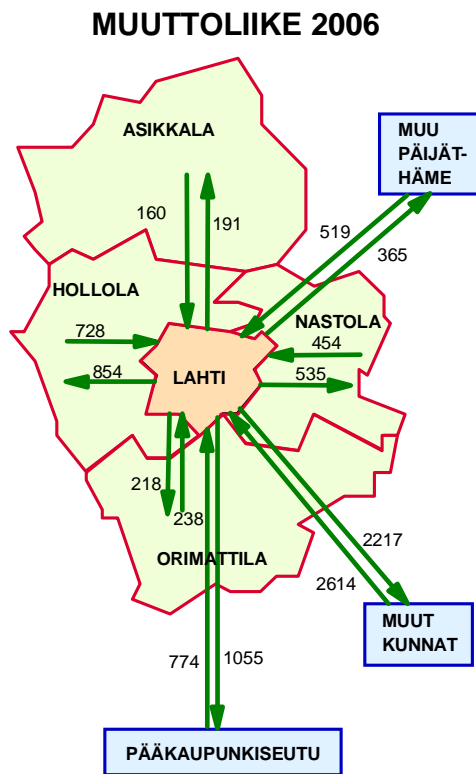 MUUTTOLIIKE 2006
ASIKKALA
MUU
PÄIJÄT-
HÄME
160
191
519
365
HOLLOLA
NASTOLA
728
454
854
LAHTI
535
218
238
ORIMATTILA
2217
2614
MUUT
KUNNAT
774
1055
PÄÄKAUPUNKISEUTU